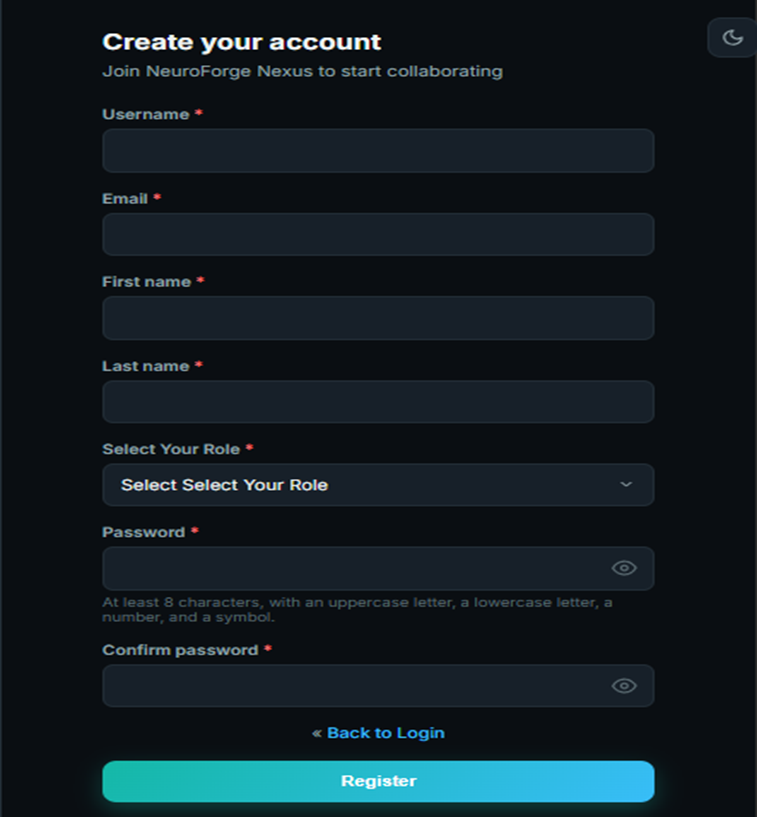 Create your account
Join NeuroForge Nexus to start collaborating
Username *
Email *
First name *
Last name *
Select Your Role *
Select Select Your Role
Password *
At least 8 characters, with an uppercase letter, a lowercase letter, a
number, and a symbol.
Confirm password *
« Back to Login
Register